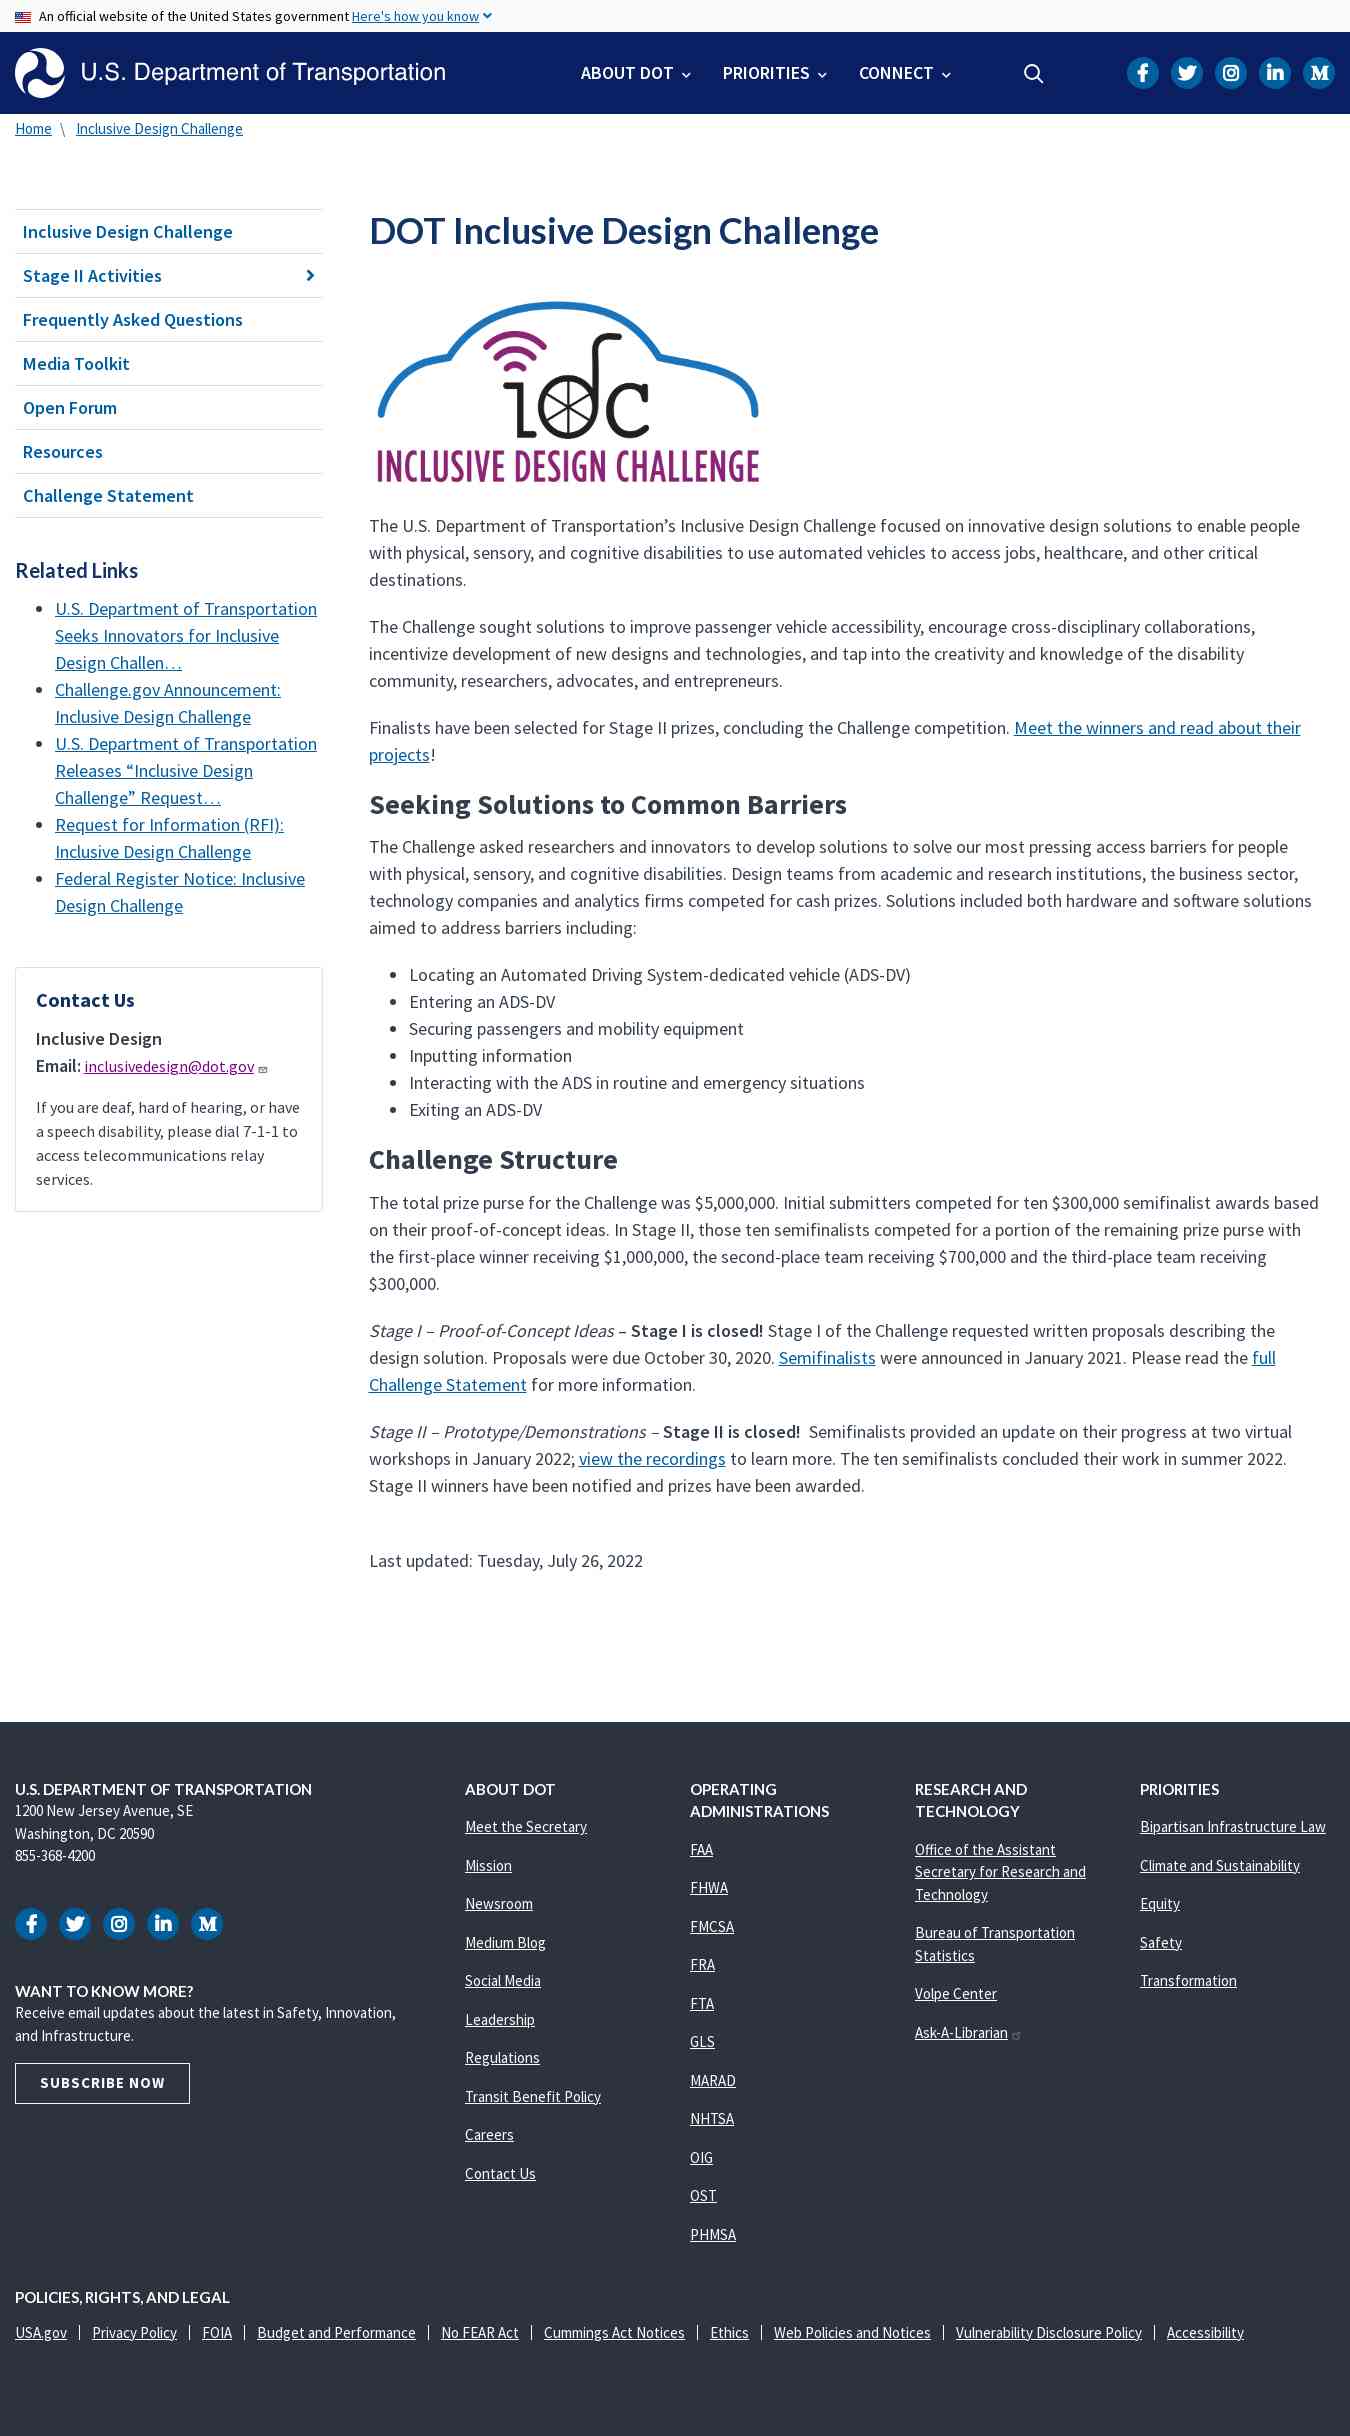 An official website of the United States government Here's how you know
U.S. Department of Transportation
ABOUT DOT
PRIORITIES
CONNECT
Home \ Inclusive Design Challenge
Inclusive Design Challenge
Stage II Activities
Frequently Asked Questions
Media Toolkit
Open Forum
Resources
Challenge Statement
Related Links
U.S. Department of Transportation
Seeks Innovators for Inclusive
Design Challen…
Challenge.gov Announcement:
Inclusive Design Challenge
U.S. Department of Transportation
Releases “Inclusive Design
Challenge” Request…
Request for Information (RFI):
Inclusive Design Challenge
Federal Register Notice: Inclusive
Design Challenge
Contact Us
Inclusive Design
Email: inclusivedesign@dot.gov
If you are deaf, hard of hearing, or have
a speech disability, please dial 7-1-1 to
access telecommunications relay
services.
DOT Inclusive Design Challenge
idc
INCLUSIVE DESIGN CHALLENGE
The U.S. Department of Transportation’s Inclusive Design Challenge focused on innovative design solutions to enable people
with physical, sensory, and cognitive disabilities to use automated vehicles to access jobs, healthcare, and other critical
destinations.
The Challenge sought solutions to improve passenger vehicle accessibility, encourage cross-disciplinary collaborations,
incentivize development of new designs and technologies, and tap into the creativity and knowledge of the disability
community, researchers, advocates, and entrepreneurs.
Finalists have been selected for Stage II prizes, concluding the Challenge competition. Meet the winners and read about their
projects!
Seeking Solutions to Common Barriers
The Challenge asked researchers and innovators to develop solutions to solve our most pressing access barriers for people
with physical, sensory, and cognitive disabilities. Design teams from academic and research institutions, the business sector,
technology companies and analytics firms competed for cash prizes. Solutions included both hardware and software solutions
aimed to address barriers including:
Locating an Automated Driving System-dedicated vehicle (ADS-DV)
Entering an ADS-DV
Securing passengers and mobility equipment
Inputting information
Interacting with the ADS in routine and emergency situations
Exiting an ADS-DV
Challenge Structure
The total prize purse for the Challenge was $5,000,000. Initial submitters competed for ten $300,000 semifinalist awards based
on their proof-of-concept ideas. In Stage II, those ten semifinalists competed for a portion of the remaining prize purse with
the first-place winner receiving $1,000,000, the second-place team receiving $700,000 and the third-place team receiving
$300,000.
Stage I – Proof-of-Concept Ideas – Stage I is closed! Stage I of the Challenge requested written proposals describing the
design solution. Proposals were due October 30, 2020. Semifinalists were announced in January 2021. Please read the full
Challenge Statement for more information.
Stage II – Prototype/Demonstrations – Stage II is closed!  Semifinalists provided an update on their progress at two virtual
workshops in January 2022; view the recordings to learn more. The ten semifinalists concluded their work in summer 2022.
Stage II winners have been notified and prizes have been awarded.
Last updated: Tuesday, July 26, 2022
U.S. DEPARTMENT OF TRANSPORTATION
1200 New Jersey Avenue, SE
Washington, DC 20590
855-368-4200
WANT TO KNOW MORE?
Receive email updates about the latest in Safety, Innovation,
and Infrastructure.
SUBSCRIBE NOW
ABOUT DOT
Meet the Secretary
Mission
Newsroom
Medium Blog
Social Media
Leadership
Regulations
Transit Benefit Policy
Careers
Contact Us
OPERATING
ADMINISTRATIONS
FAA
FHWA
FMCSA
FRA
FTA
GLS
MARAD
NHTSA
OIG
OST
PHMSA
RESEARCH AND
TECHNOLOGY
Office of the Assistant
Secretary for Research and
Technology
Bureau of Transportation
Statistics
Volpe Center
Ask-A-Librarian
PRIORITIES
Bipartisan Infrastructure Law
Climate and Sustainability
Equity
Safety
Transformation
POLICIES, RIGHTS, AND LEGAL
USA.gov | Privacy Policy | FOIA | Budget and Performance | No FEAR Act | Cummings Act Notices | Ethics | Web Policies and Notices | Vulnerability Disclosure Policy | Accessibility